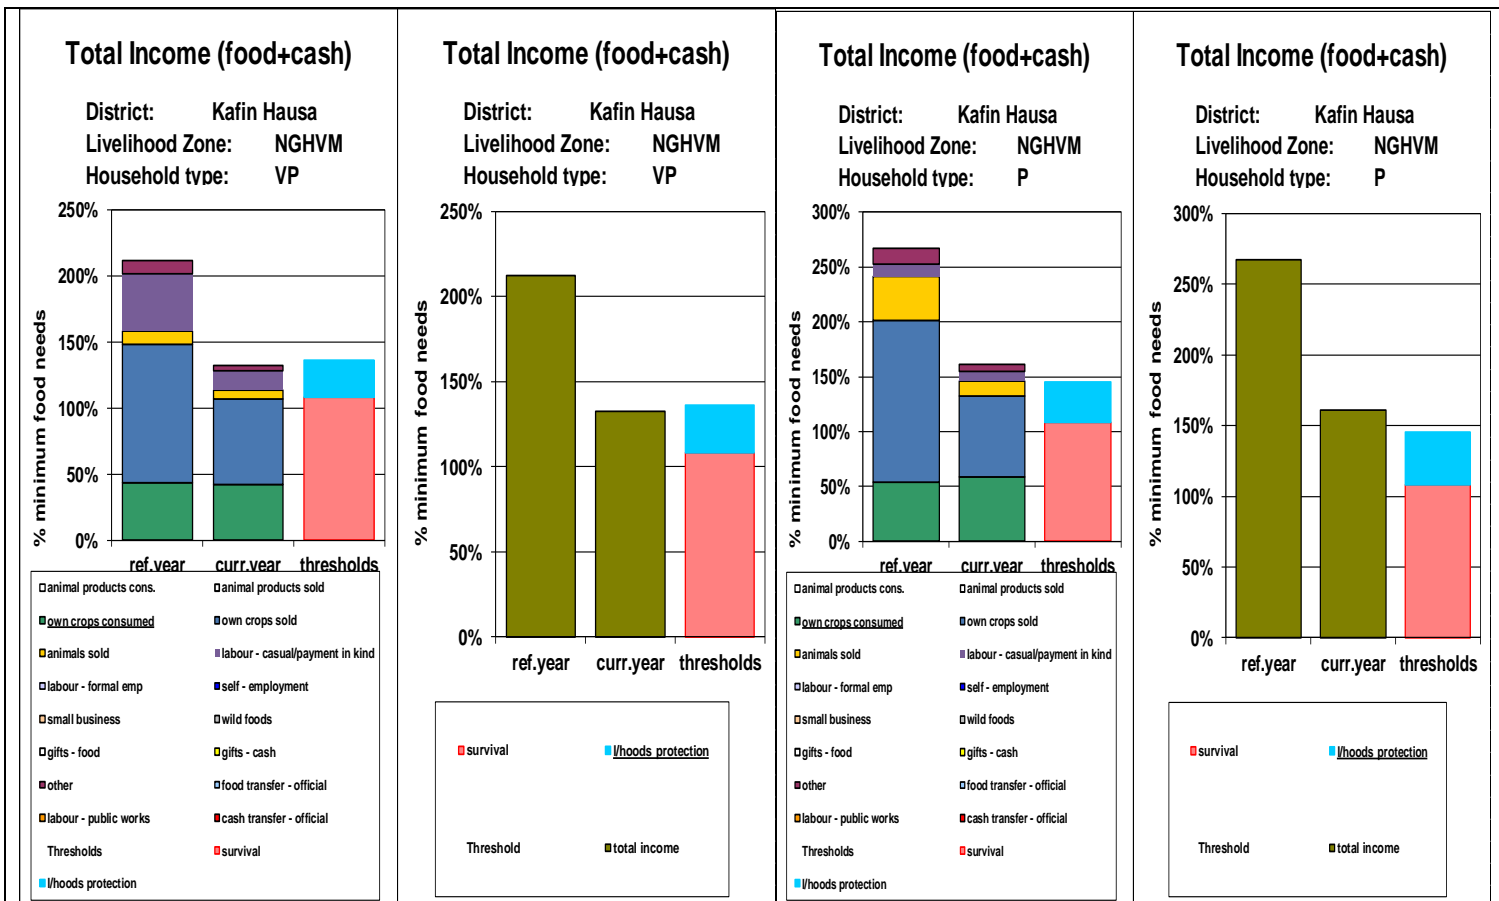 Total Income (food+cash)
District: Kafin Hausa
Livelihood Zone: NGHVM
Household type: VP
250%
200%
150%
100%
50%
0%
% minimum food needs
ref.year curr.year thresholds
animal products cons. animal products sold
own crops consumed own crops sold
animals sold labour - casual/payment in kind
labour - formal emp self - employment
small business wild foods
gifts - food gifts - cash
other food transfer - official
labour - public works cash transfer - official
Thresholds survival
l/hoods protection
Total Income (food+cash)
District: Kafin Hausa
Livelihood Zone: NGHVM
Household type: VP
250%
200%
150%
100%
50%
0%
% minimum food needs
ref.year curr.year thresholds
survival l/hoods protection
Threshold total income
Total Income (food+cash)
District: Kafin Hausa
Livelihood Zone: NGHVM
Household type: P
300%
250%
200%
150%
100%
50%
0%
% minimum food needs
ref.year curr.year thresholds
animal products cons. animal products sold
own crops consumed own crops sold
animals sold labour - casual/payment in kind
labour - formal emp self - employment
small business wild foods
gifts - food gifts - cash
other food transfer - official
labour - public works cash transfer - official
Thresholds survival
l/hoods protection
Total Income (food+cash)
District: Kafin Hausa
Livelihood Zone: NGHVM
Household type: P
300%
250%
200%
150%
100%
50%
0%
% minimum food needs
ref.year curr.year thresholds
survival l/hoods protection
Threshold total income